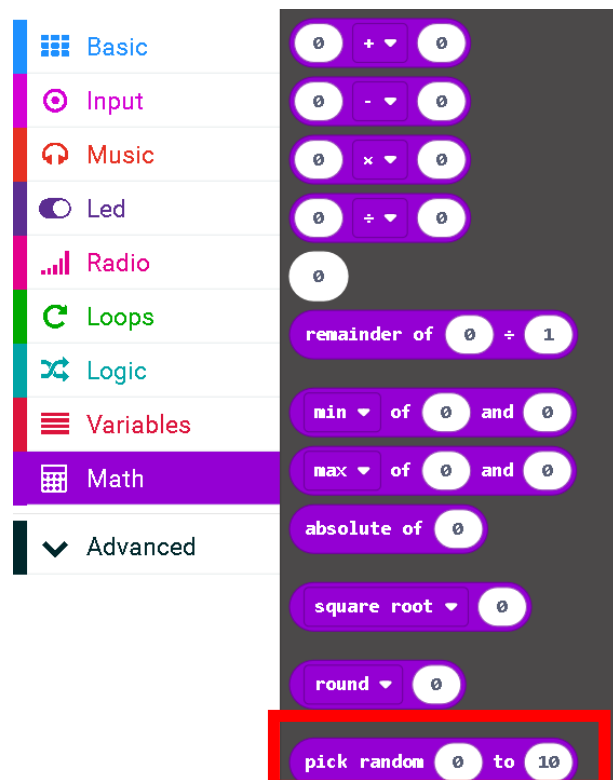 Basic
Input
Music
Led
Radio
Loops
Logic
Variables
Math
Advanced
0 + 0
0 - 0
0 × 0
0 ÷ 0
0
remainder of 0 ÷ 1
min of 0 and 0
max of 0 and 0
absolute of 0
square root 0
round 0
pick random 0 to 10